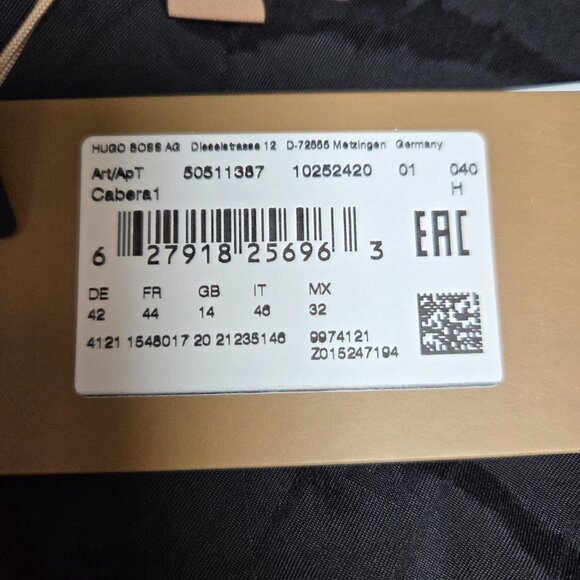 HUGO BOSS AG Dieselstrasse 12 D-72555 Metzingen Germany
Art/ApT 50511387 10252420 01 040
Cabera1 H
6 27918 25696 3 EAC
DE FR GB IT MX
42 44 14 46 32
4121 1548017 20 21235146 9974121
Z015247194